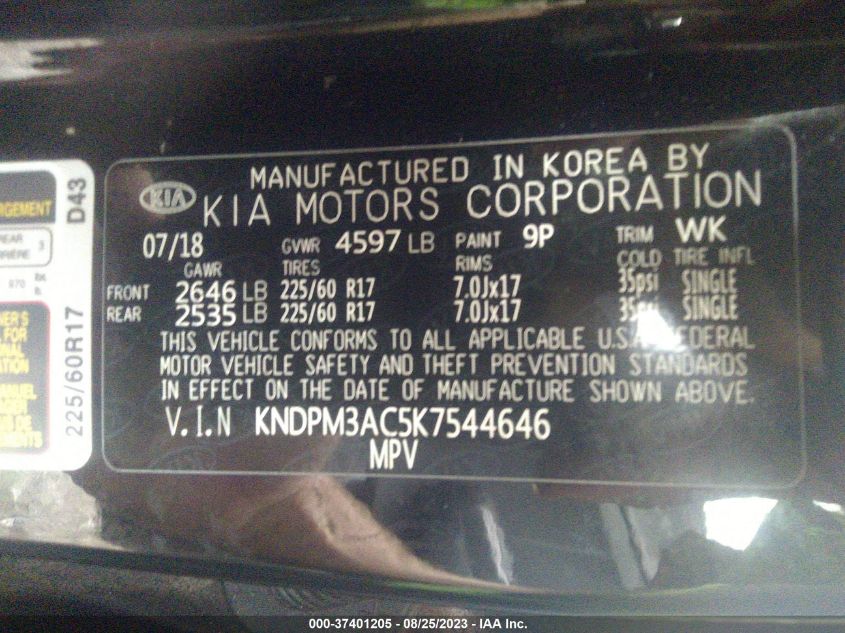 MANUFACTURED IN KOREA BY
KIA KIA MOTORS CORPORATION
07/18 GVWR 4597 LB PAINT 9P TRIM WK
GAWR TIRES RIMS COLD TIRE INFL
FRONT 2646 LB 225/60 R17 7.0Jx17 35psi SINGLE
REAR 2535 LB 225/60 R17 7.0Jx17 35psi SINGLE
THIS VEHICLE CONFORMS TO ALL APPLICABLE U.S.A FEDERAL
MOTOR VEHICLE SAFETY AND THEFT PREVENTION STANDARDS
IN EFFECT ON THE DATE OF MANUFACTURE SHOWN ABOVE.
V.I.N KNDPM3AC5K7544646
MPV
D43
225/60R17
REAR 3
970
000-37401205 - 08/25/2023 - IAA Inc.